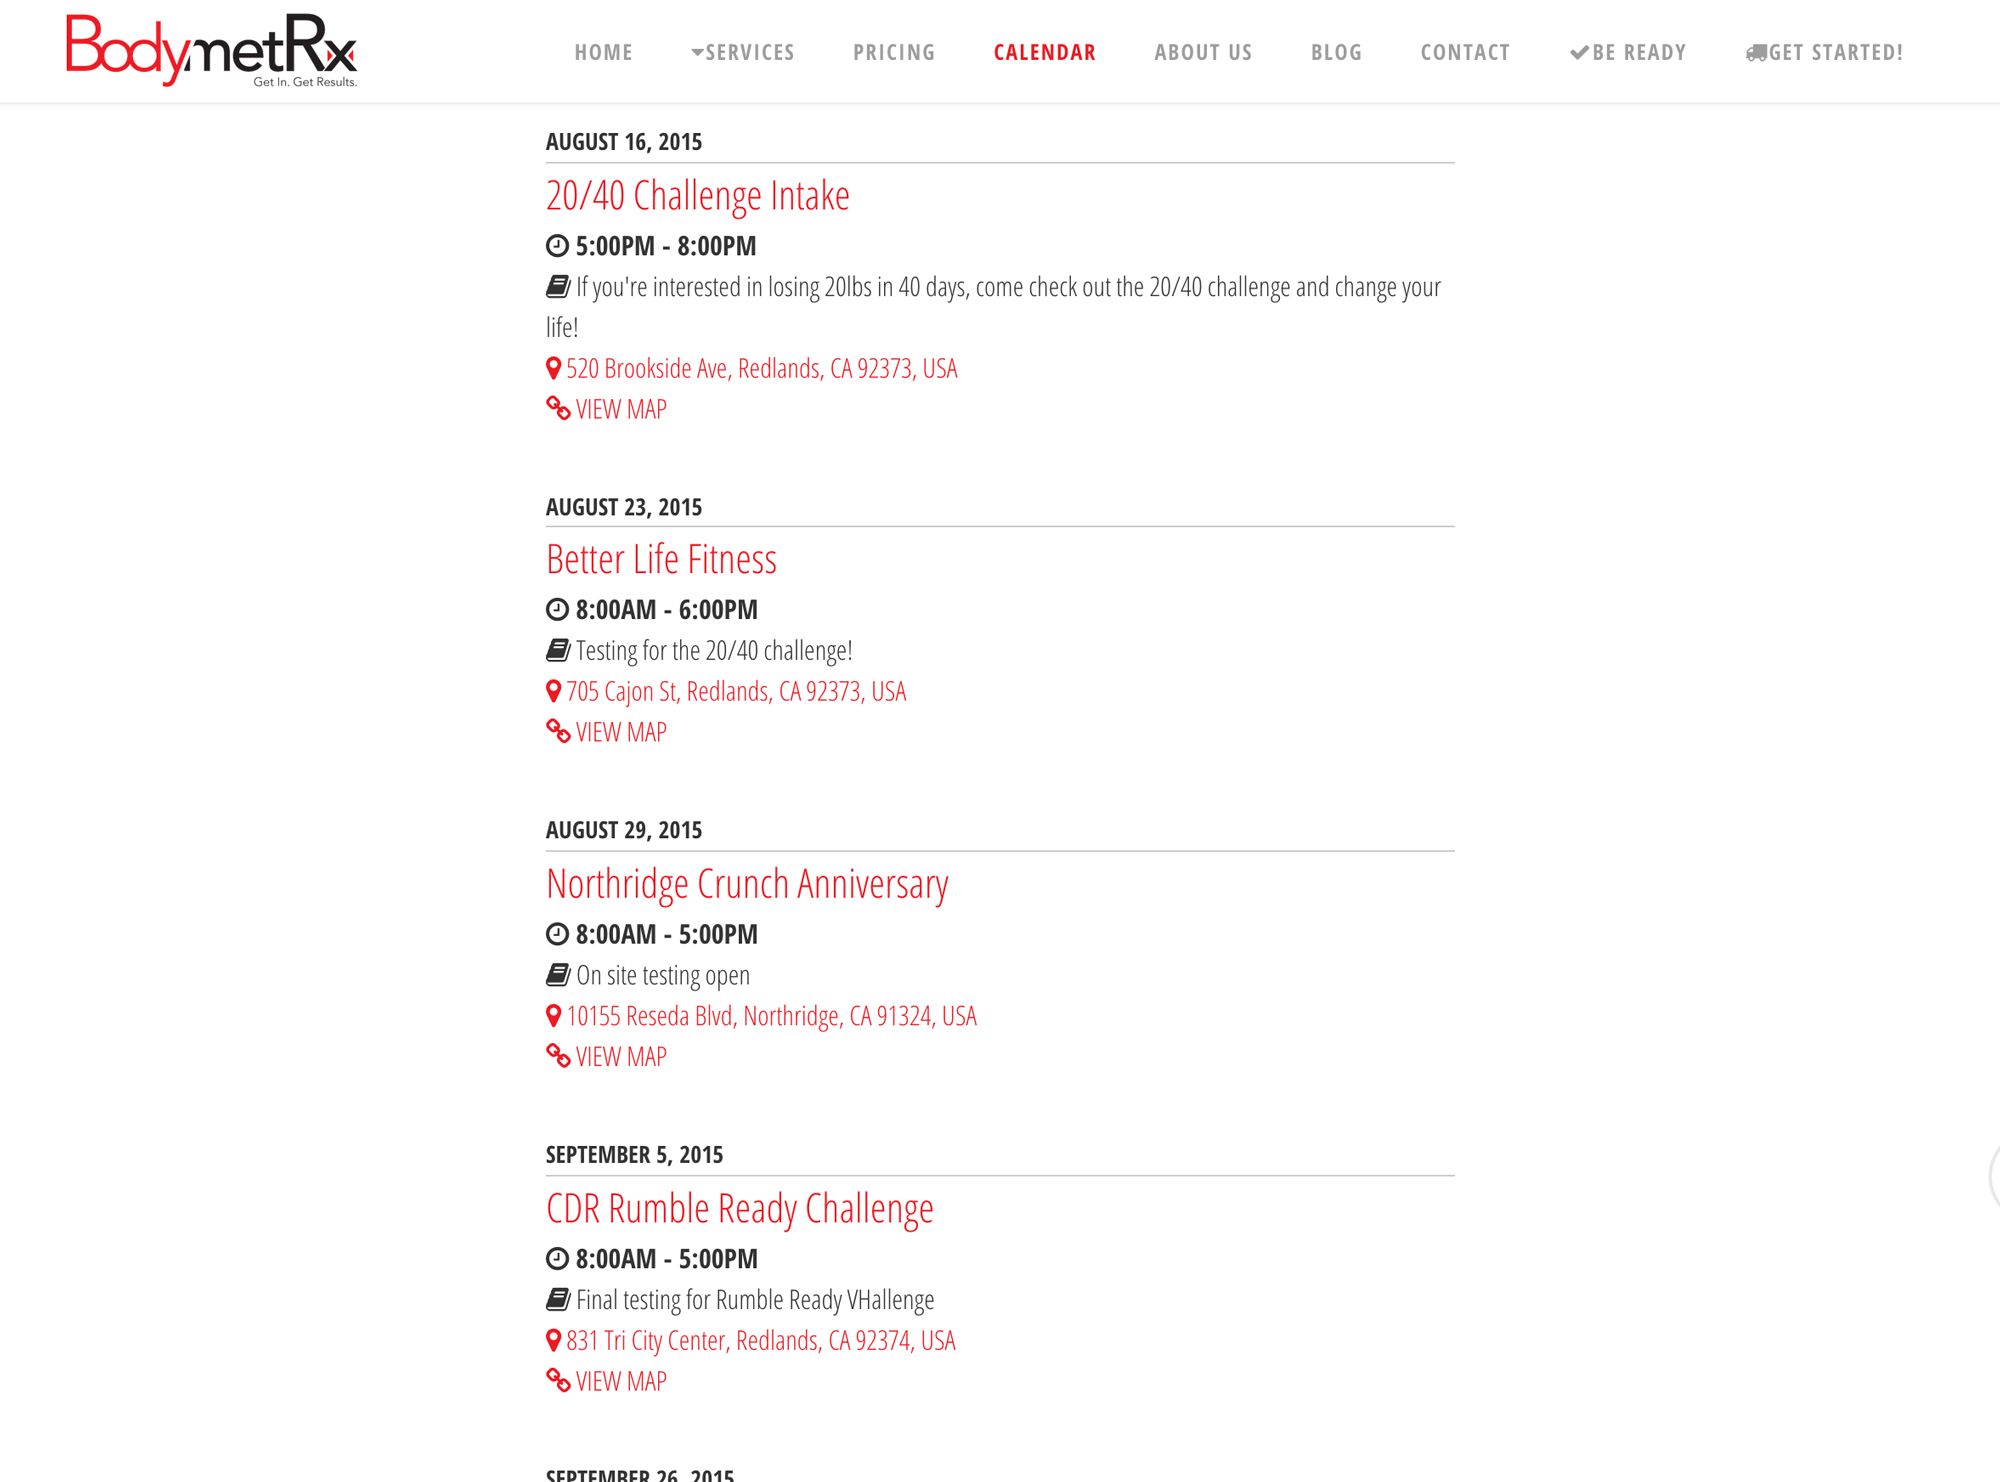 BodymetRx
Get In. Get Results.
HOME SERVICES PRICING CALENDAR ABOUT US BLOG CONTACT BE READY GET STARTED!
AUGUST 16, 2015
20/40 Challenge Intake
5:00PM - 8:00PM
If you're interested in losing 20lbs in 40 days, come check out the 20/40 challenge and change your
life!
520 Brookside Ave, Redlands, CA 92373, USA
VIEW MAP
AUGUST 23, 2015
Better Life Fitness
8:00AM - 6:00PM
Testing for the 20/40 challenge!
705 Cajon St, Redlands, CA 92373, USA
VIEW MAP
AUGUST 29, 2015
Northridge Crunch Anniversary
8:00AM - 5:00PM
On site testing open
10155 Reseda Blvd, Northridge, CA 91324, USA
VIEW MAP
SEPTEMBER 5, 2015
CDR Rumble Ready Challenge
8:00AM - 5:00PM
Final testing for Rumble Ready VHallenge
831 Tri City Center, Redlands, CA 92374, USA
VIEW MAP
SEPTEMBER 26, 2015